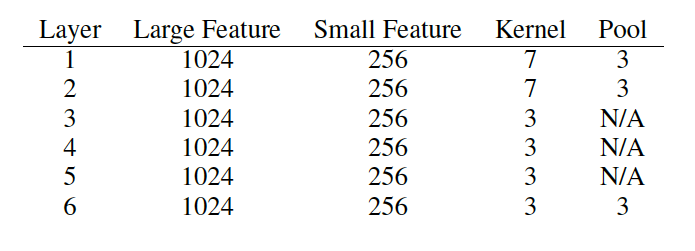 Layer Large Feature Small Feature Kernel Pool
1 1024 256 7 3
2 1024 256 7 3
3 1024 256 3 N/A
4 1024 256 3 N/A
5 1024 256 3 N/A
6 1024 256 3 3